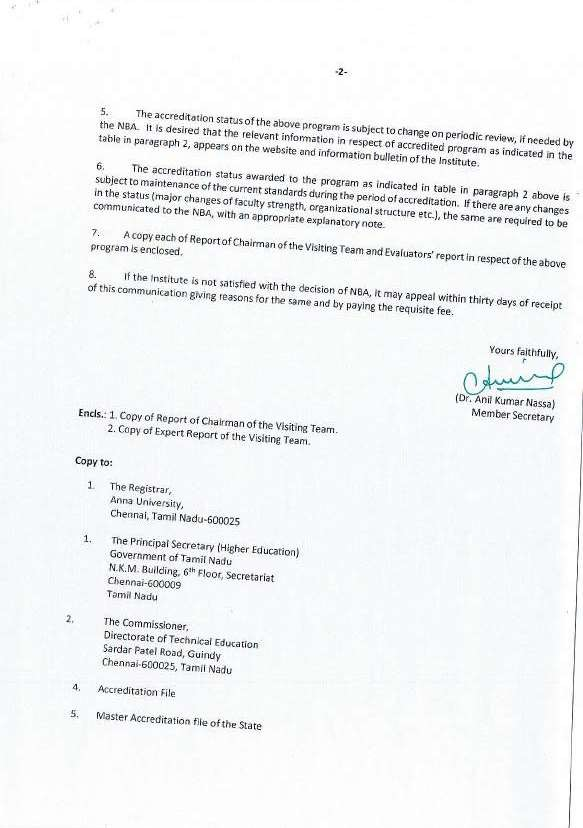 -2-
5. The accreditation status of the above program is subject to change on periodic review, if needed by
the NBA. It is desired that the relevant information in respect of accredited program as indicated in the
table in paragraph 2, appears on the website and information bulletin of the Institute.
6. The accreditation status awarded to the program as indicated in table in paragraph 2 above is
subject to maintenance of the current standards during the period of accreditation. If there are any changes
in the status (major changes of faculty strength, organizational structure etc.), the same are required to be
communicated to the NBA, with an appropriate explanatory note.
7. A copy each of Report of Chairman of the Visiting Team and Evaluators' report in respect of the above
program is enclosed.
8. If the Institute is not satisfied with the decision of NBA, it may appeal within thirty days of receipt
of this communication giving reasons for the same and by paying the requisite fee.
Yours faithfully,
(Dr. Anil Kumar Nassa)
Member Secretary
Encls.: 1. Copy of Report of Chairman of the Visiting Team.
2. Copy of Expert Report of the Visiting Team.
Copy to:
1. The Registrar,
Anna University,
Chennai, Tamil Nadu-600025
1. The Principal Secretary (Higher Education)
Government of Tamil Nadu
N.K.M. Building, 6th Floor, Secretariat
Chennai-600009
Tamil Nadu
2. The Commissioner,
Directorate of Technical Education
Sardar Patel Road, Guindy
Chennai-600025, Tamil Nadu
4. Accreditation File
5. Master Accreditation file of the State